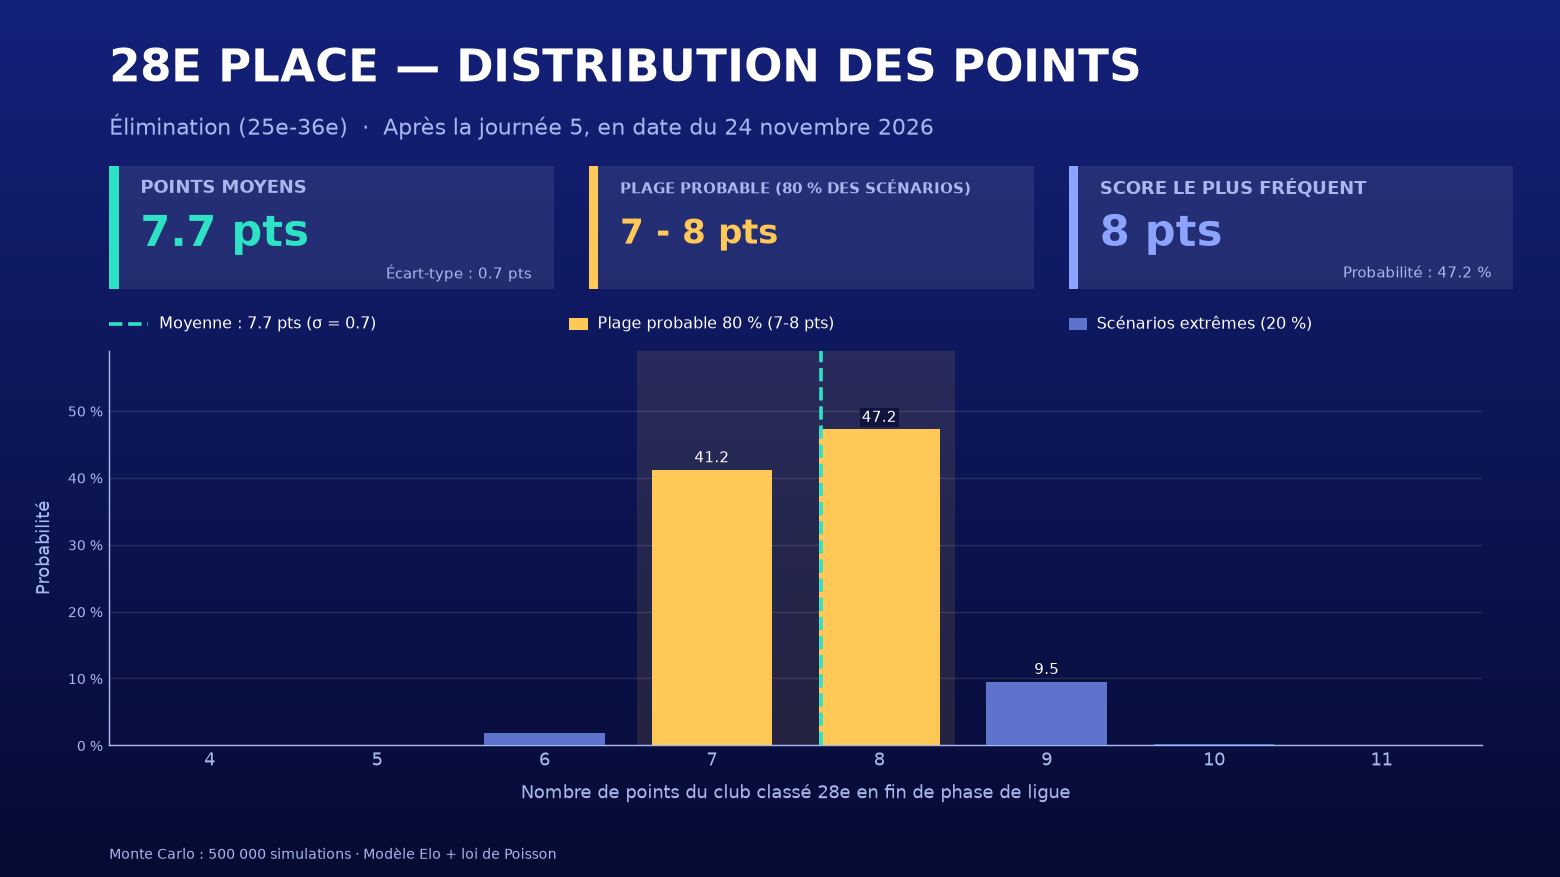 28E PLACE — DISTRIBUTION DES POINTS
Élimination (25e-36e) · Après la journée 5, en date du 24 novembre 2026
POINTS MOYENS
7.7 pts
Écart-type : 0.7 pts
PLAGE PROBABLE (80 % DES SCÉNARIOS)
7 - 8 pts
SCORE LE PLUS FRÉQUENT
8 pts
Probabilité : 47.2 %
Moyenne : 7.7 pts (σ = 0.7)
Plage probable 80 % (7-8 pts)
Scénarios extrêmes (20 %)
Probabilité
50 %
40 %
30 %
20 %
10 %
0 %
41.2
47.2
9.5
4 5 6 7 8 9 10 11
Nombre de points du club classé 28e en fin de phase de ligue
Monte Carlo : 500 000 simulations · Modèle Elo + loi de Poisson